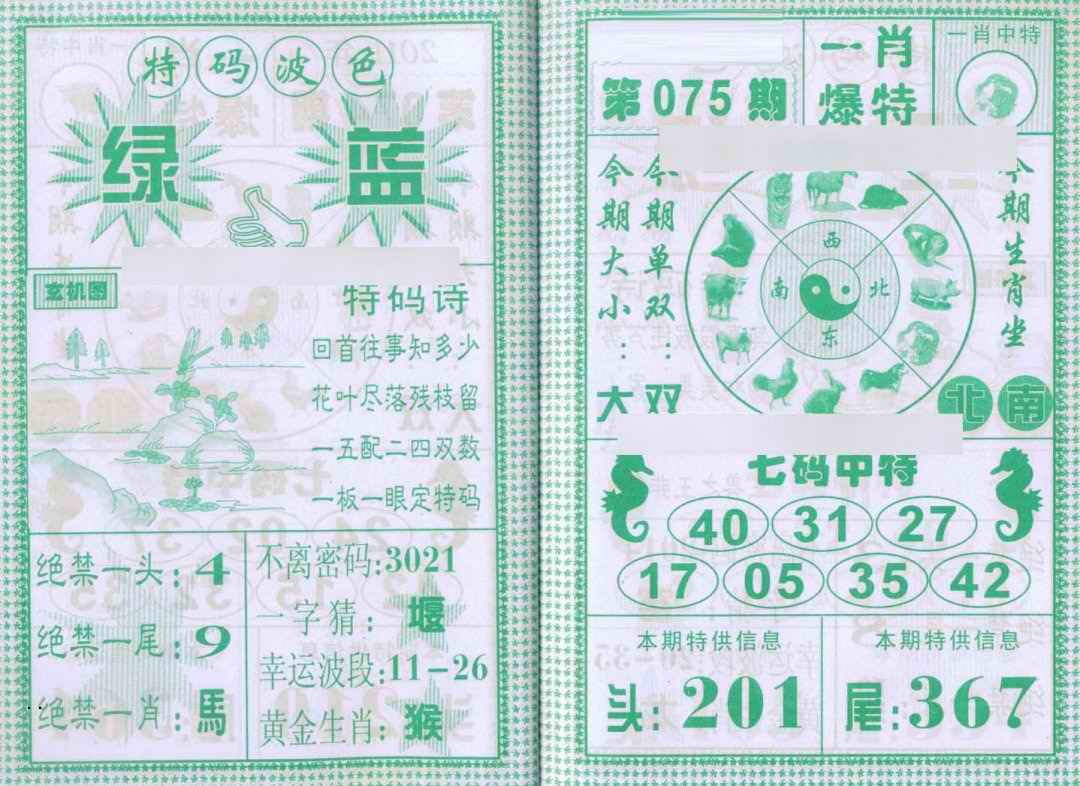 特码波色
绿 蓝
玄机图
特码诗
回首往事知多少
花叶尽落残枝留
一五配二四双数
一板一眼定特码
绝禁一头:4
绝禁一尾:9
绝禁一肖:馬
不离密码:3021
一字猜:堰
幸运波段:11-26
黄金生肖:猴
第075期
一肖
爆特
一肖中特
今期大小:大
今期单双:双
西
南 北
东
今期生肖坐
北 南
七码中特
40 31 27
17 05 35 42
本期特供信息
头:201
本期特供信息
尾:367